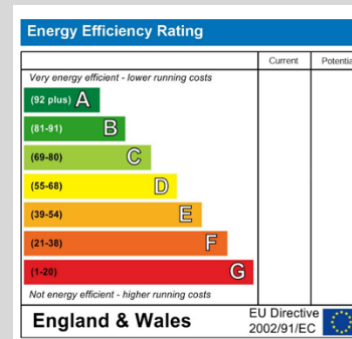 Energy Efficiency Rating
Current Potential
Very energy efficient - lower running costs
(92 plus) A
(81-91) B
(69-80) C
(55-68) D
(39-54) E
(21-38) F
(1-20) G
Not energy efficient - higher running costs
England & Wales
EU Directive
2002/91/EC